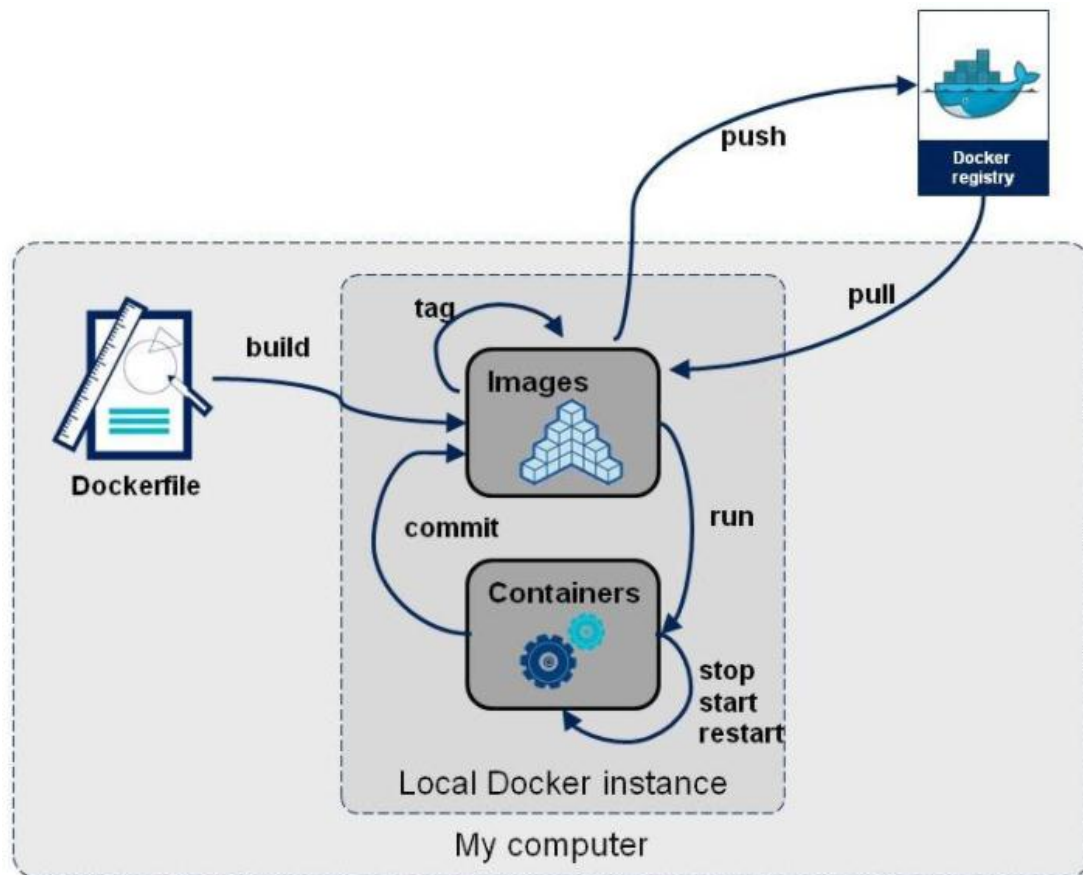 push
Docker
registry
pull
tag
build
Images
Dockerfile
commit
run
Containers
stop
start
restart
Local Docker instance
My computer